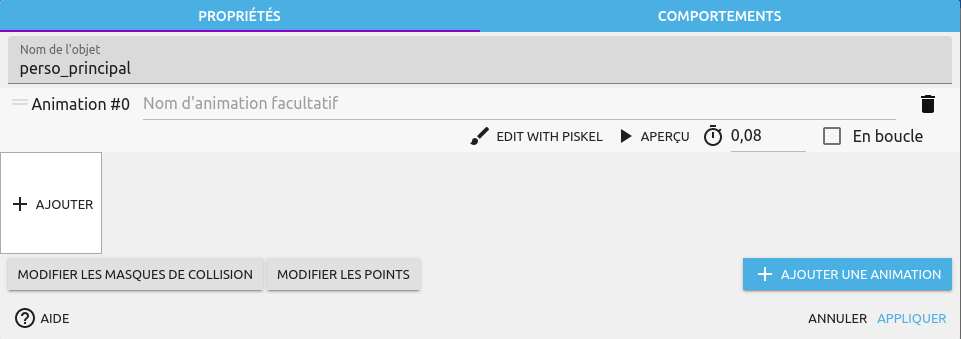 PROPRIÉTÉS COMPORTEMENTS
Nom de l'objet
perso_principal
Animation #0 Nom d'animation facultatif
EDIT WITH PISKEL APERÇU 0,08 En boucle
AJOUTER
MODIFIER LES MASQUES DE COLLISION MODIFIER LES POINTS AJOUTER UNE ANIMATION
AIDE ANNULER APPLIQUER